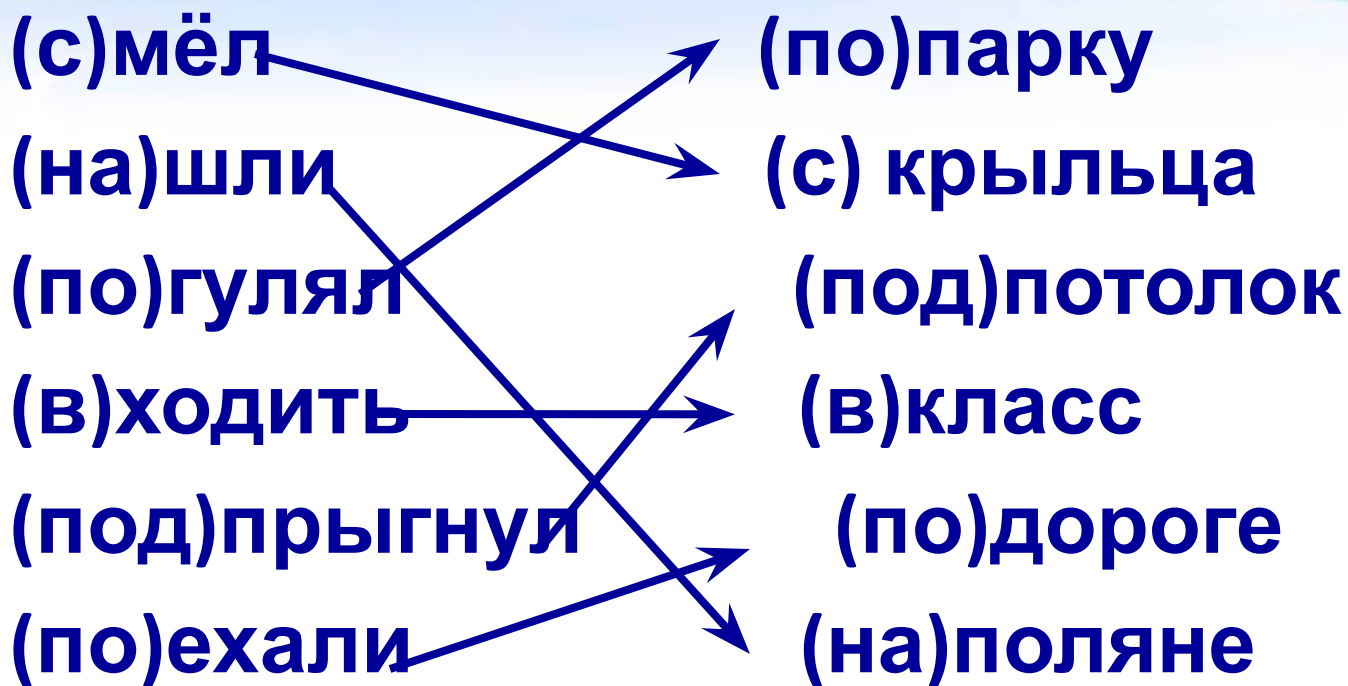 (с)мёл (по)парку
(на)шли (с) крыльца
(по)гулял (под)потолок
(в)ходить (в)класс
(под)прыгнул (по)дороге
(по)ехали (на)поляне